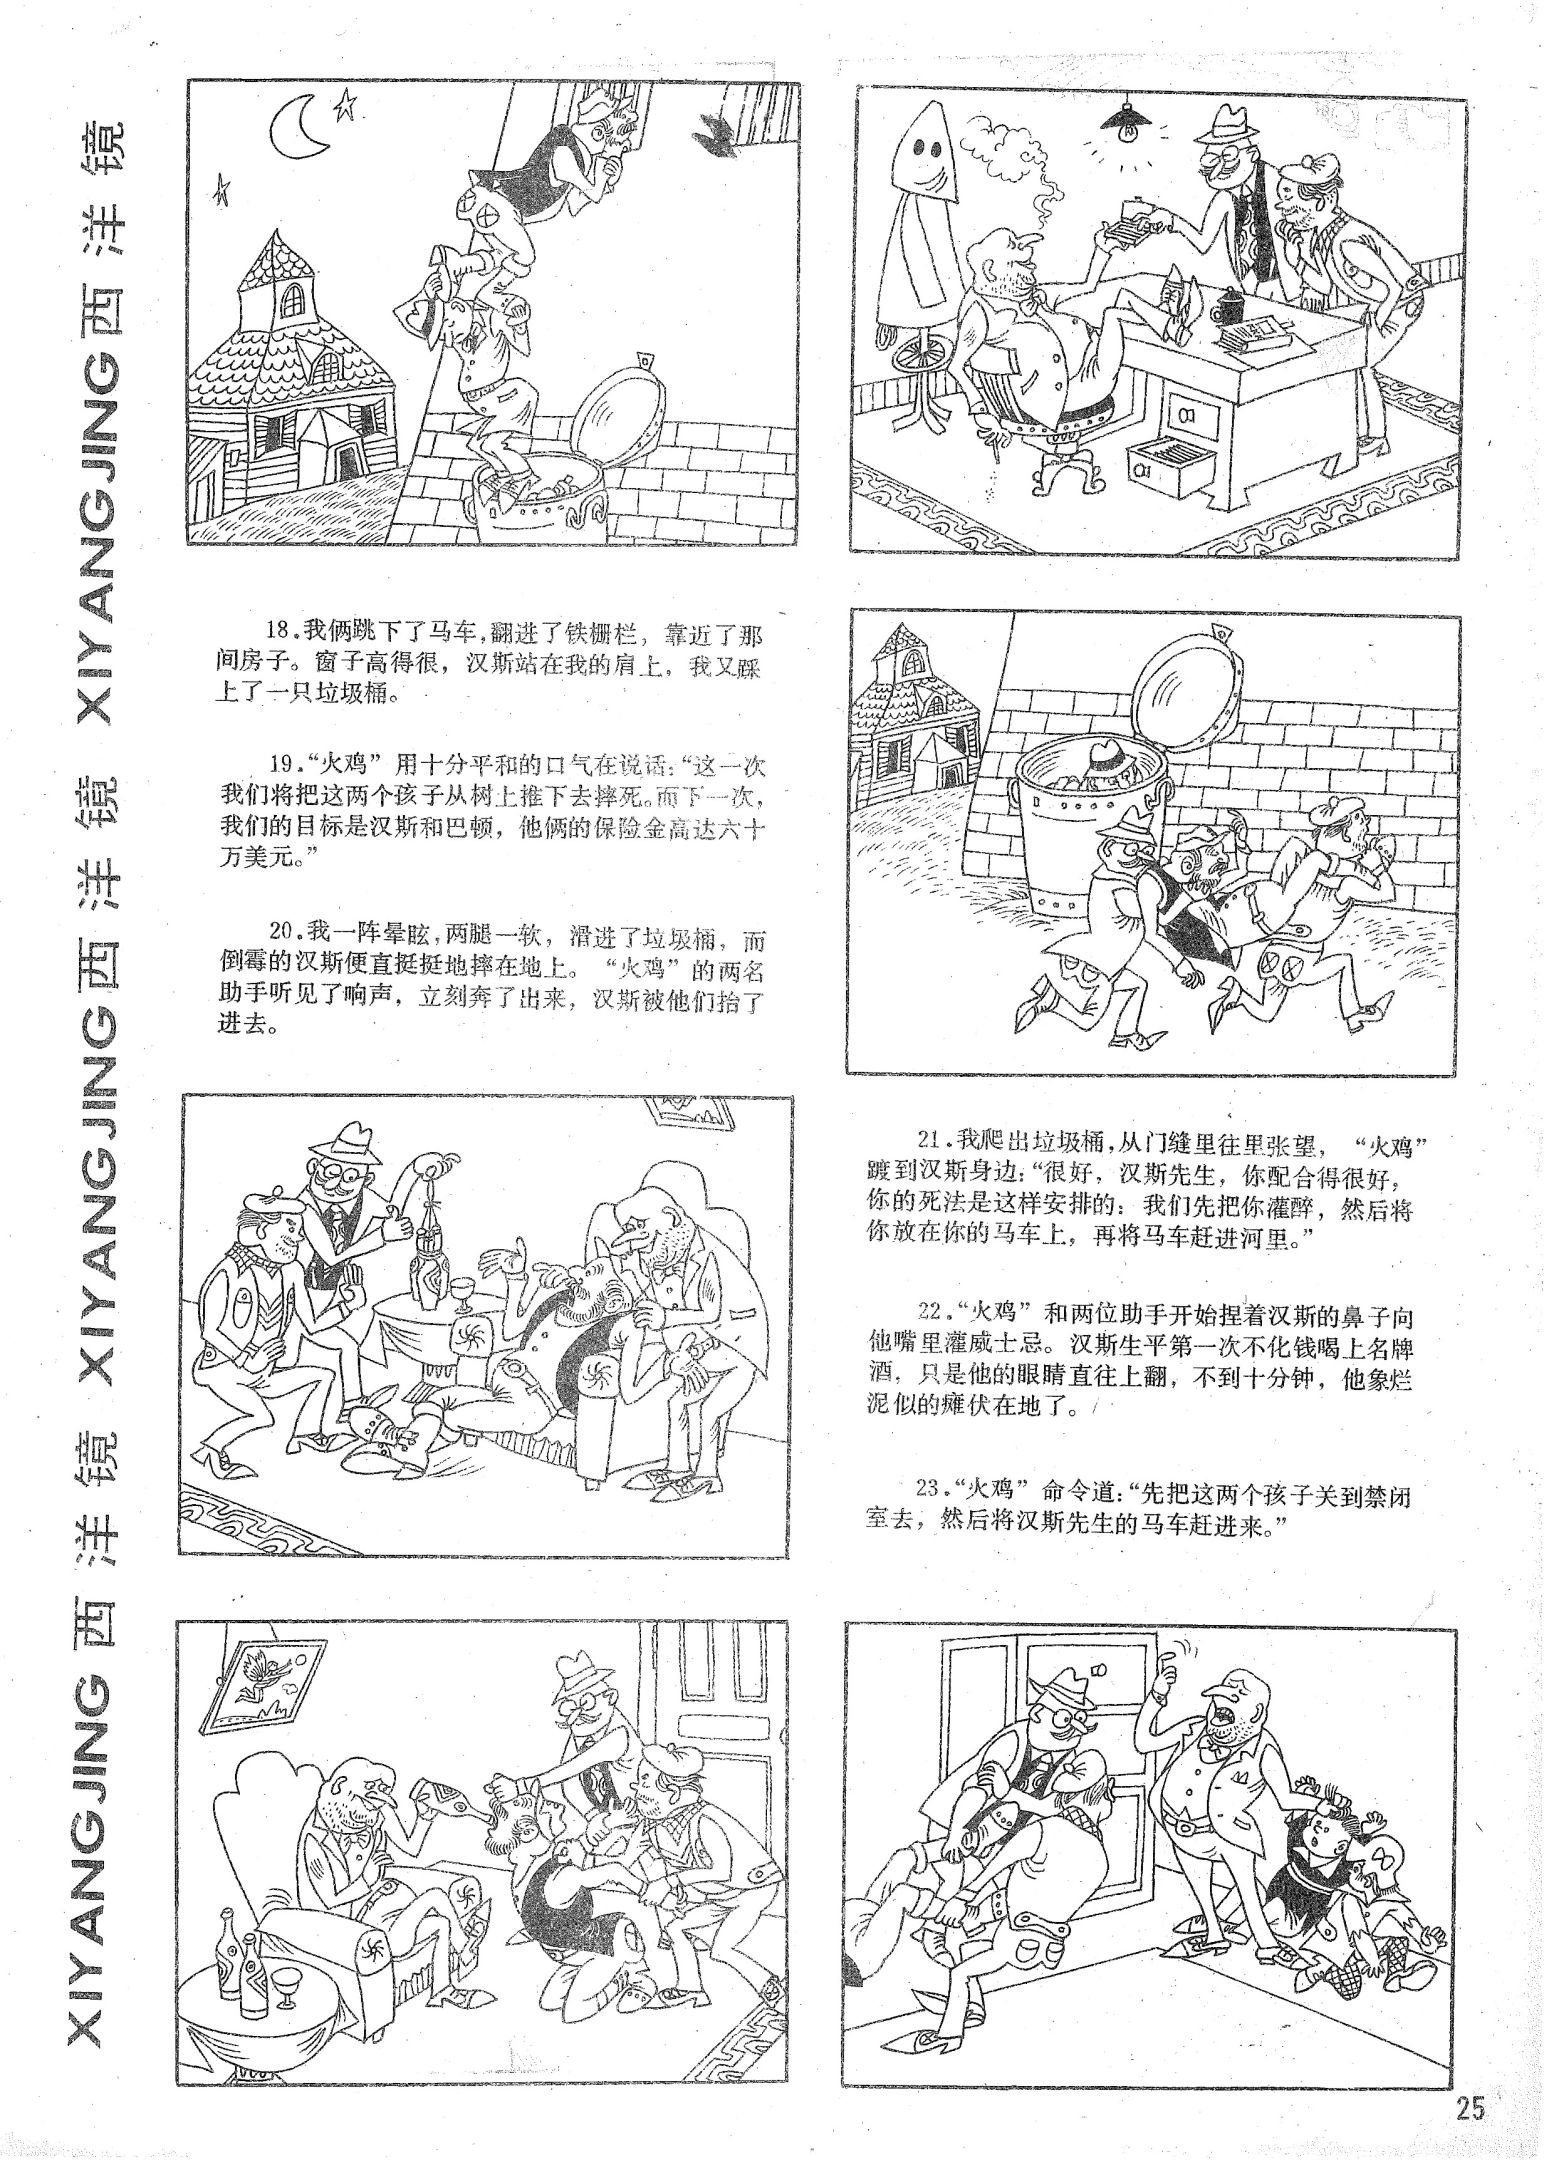 西洋镜 XIYANGJING 西洋镜 XIYANGJING 西洋镜 XIYANGJING
18.我俩跳下了马车,翻进了铁栅栏，靠近了那
间房子。窗子高得很，汉斯站在我的肩上，我又踩
上了一只垃圾桶。
19.“火鸡”用十分平和的口气在说话：“这一次
我们将把这两个孩子从树上推下去摔死。而下一次，
我们的目标是汉斯和巴顿，他俩的保险金高达六十
万美元。”
20.我一阵晕眩,两腿一软，滑进了垃圾桶，而
倒霉的汉斯便直挺挺地摔在地上。“火鸡”的两名
助手听见了响声，立刻奔了出来，汉斯被他们抬了
进去。
21.我爬出垃圾桶,从门缝里往里张望，“火鸡”
踱到汉斯身边：“很好，汉斯先生，你配合得很好，
你的死法是这样安排的：我们先把你灌醉，然后将
你放在你的马车上，再将马车赶进河里。”
22.“火鸡”和两位助手开始捏着汉斯的鼻子向
他嘴里灌威士忌。汉斯生平第一次不化钱喝上名牌
酒，只是他的眼睛直往上翻，不到十分钟，他象烂
泥似的瘫伏在地了。
23.“火鸡”命令道：“先把这两个孩子关到禁闭
室去，然后将汉斯先生的马车赶进来。”
25